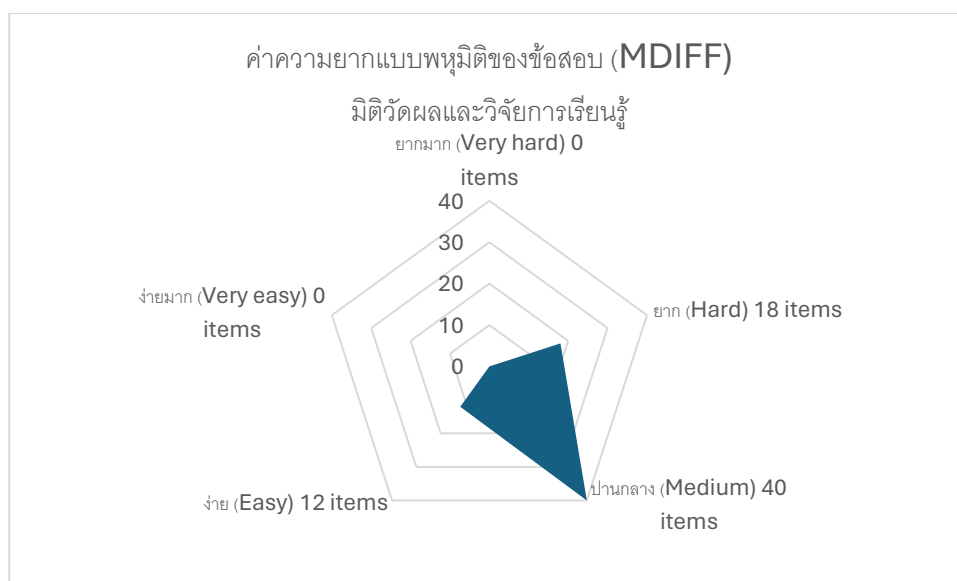 ค่าความยากแบบพหุมิติของข้อสอบ (MDIFF)
มิติวัดผลและวิจัยการเรียนรู้
ยากมาก (Very hard) 0
items
40
30
20
10
0
ง่ายมาก (Very easy) 0
items
ยาก (Hard) 18 items
ง่าย (Easy) 12 items
ปานกลาง (Medium) 40
items